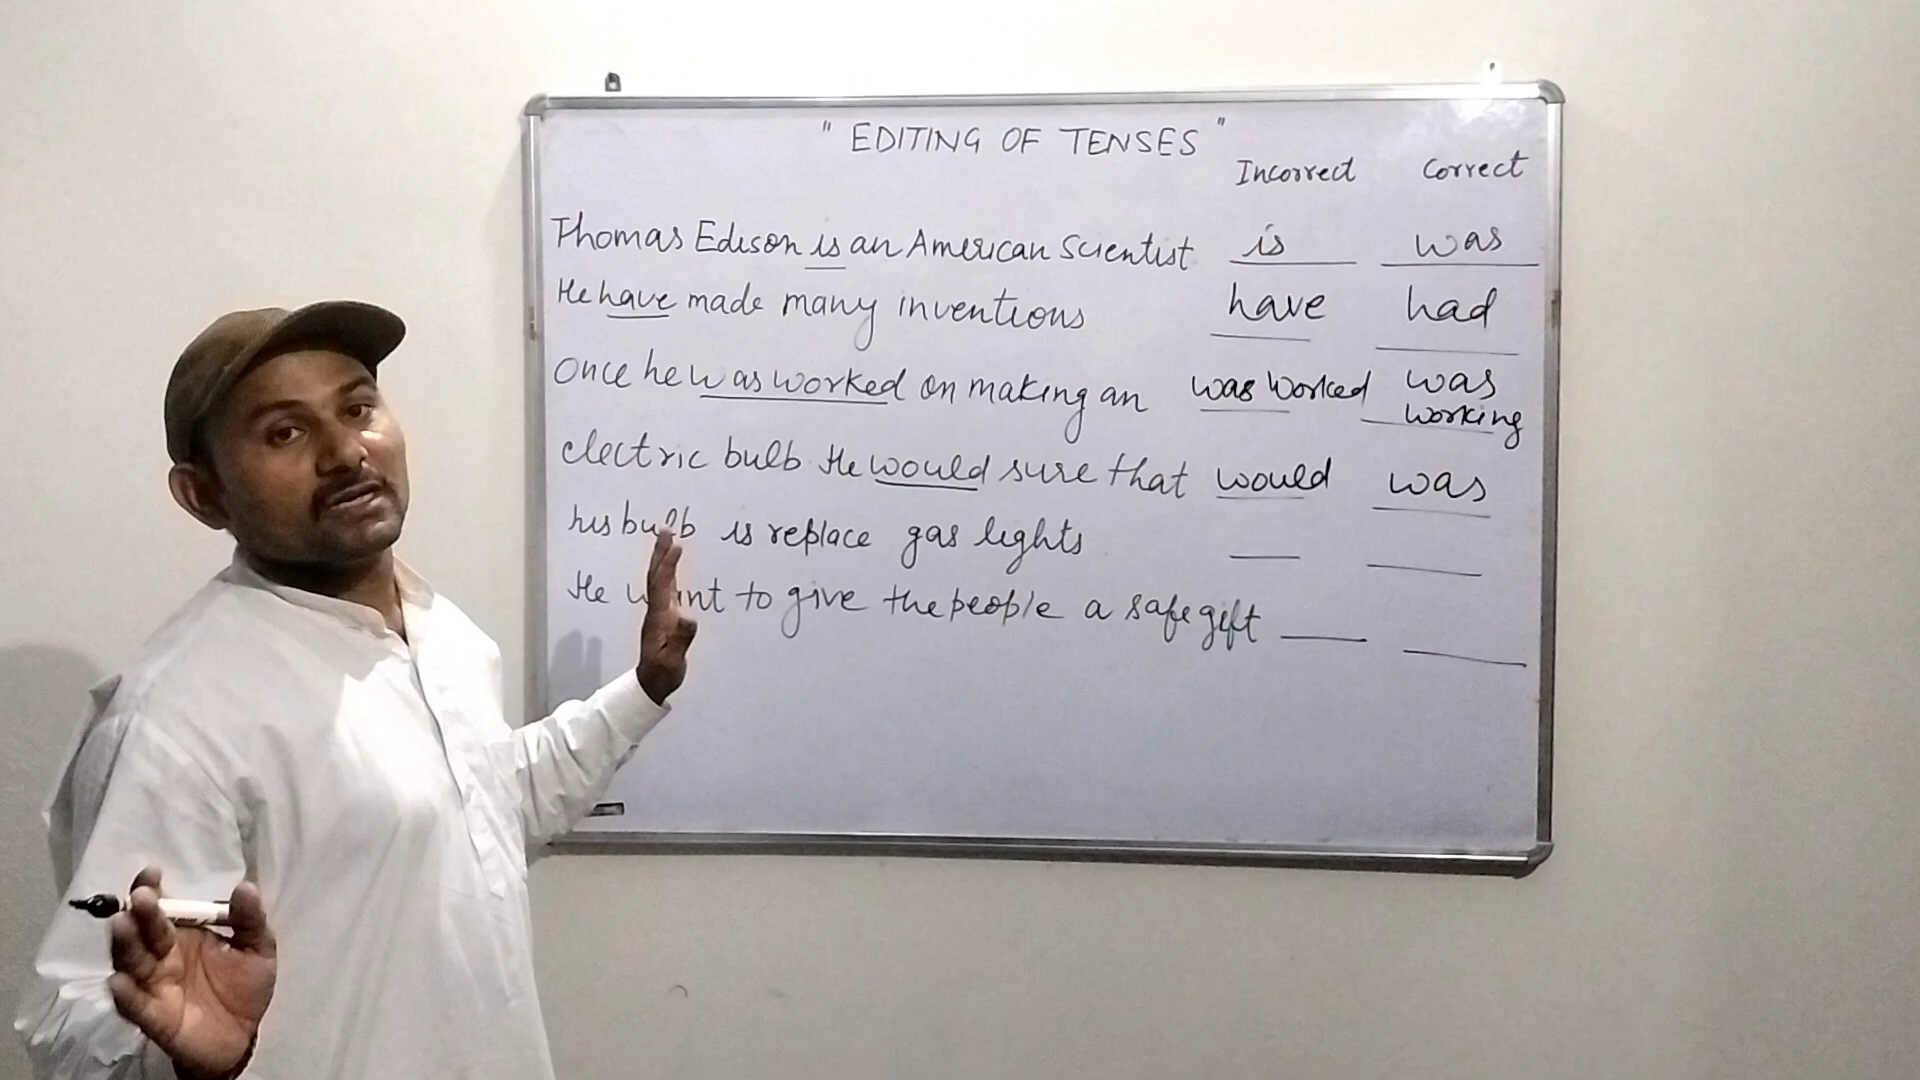 " EDITING OF TENSES "
Incorrect Correct
Thomas Edison is an American Scientist is was
He have made many inventions have had
Once he was worked on making an was worked was working
electric bulb He would sure that would was
his bulb is replace gas lights
He want to give the people a safe gift